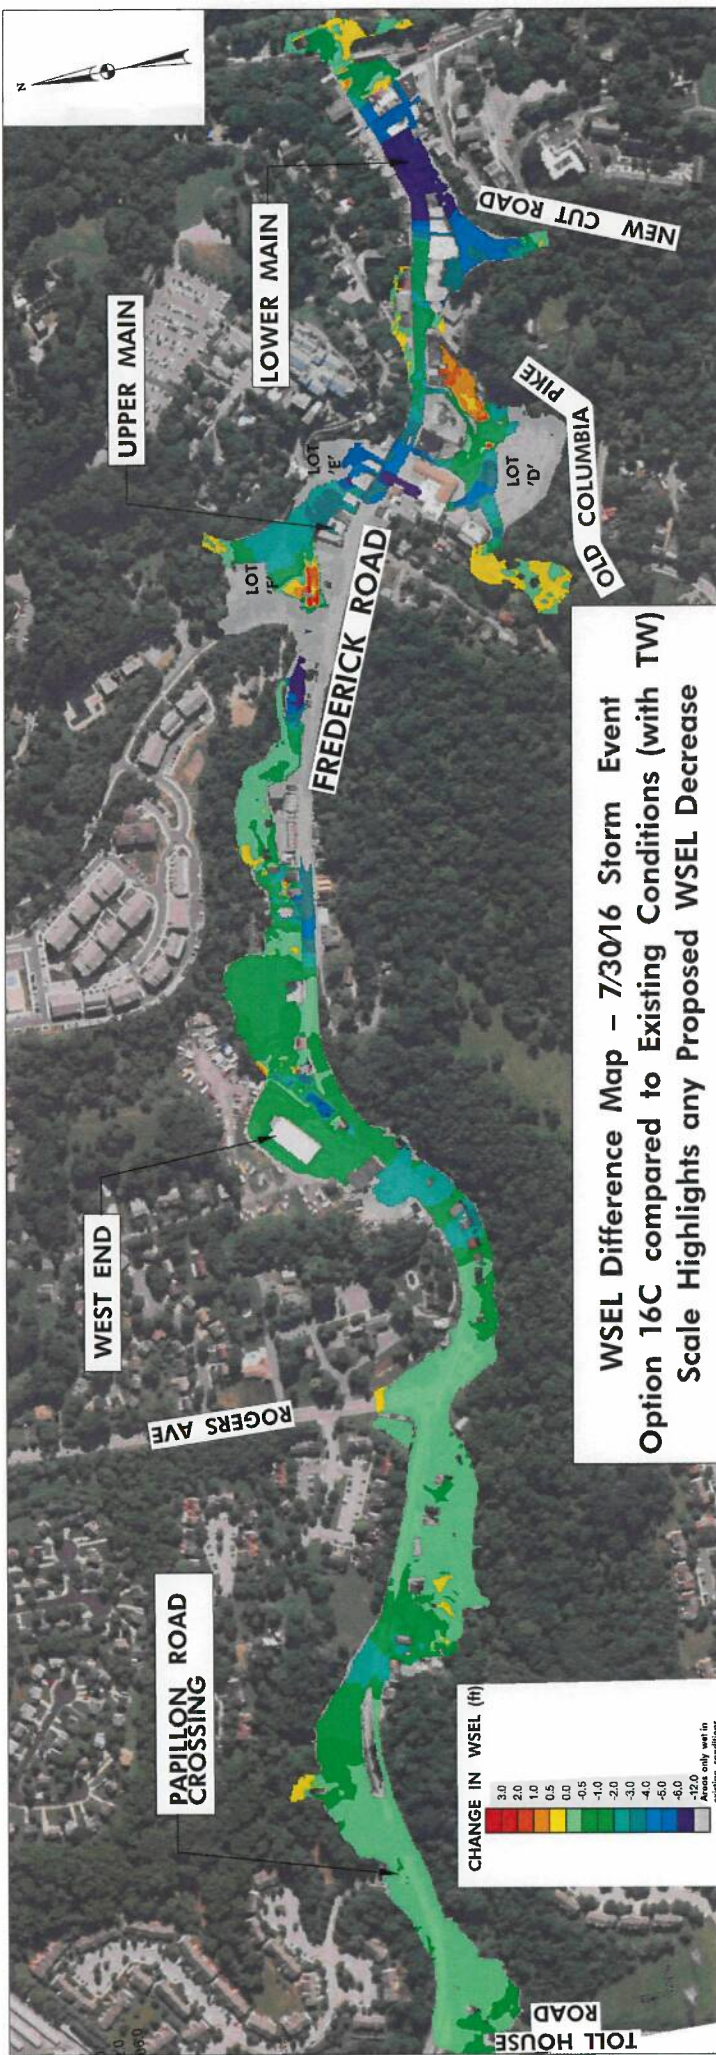 N
UPPER MAIN
LOWER MAIN
NEW CUT ROAD
LOT
'E'
LOT
'F'
LOT
'D'
OLD COLUMBIA
PIKE
FREDERICK ROAD
WEST END
ROGERS AVE
PAPILLON ROAD
CROSSING
TOLL HOUSE
ROAD
WSEL Difference Map – 7/30/16 Storm Event
Option 16C compared to Existing Conditions (with TW)
Scale Highlights any Proposed WSEL Decrease
CHANGE IN WSEL (ft)
3.0
2.0
1.0
0.5
0.0
-0.5
-1.0
-2.0
-3.0
-4.0
-5.0
-6.0
-12.0
Areas only wet in
existing conditions